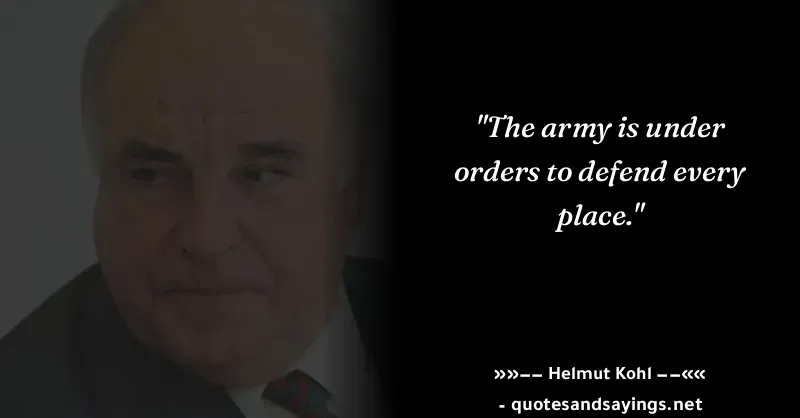 "The army is under
orders to defend every
place."
»»–– Helmut Kohl ––««
- quotesandsayings.net